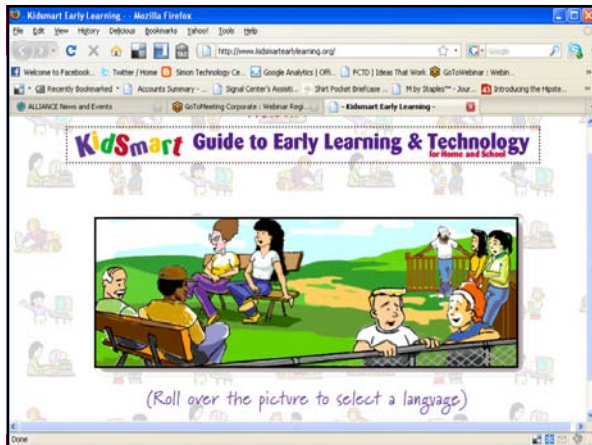 - Kidsmart Early Learning - - Mozilla Firefox
File Edit View History Delicious Bookmarks Yahoo! Tools Help
http://www.kidsmartearlylearning.org/
Google
Welcome to Facebook... Twitter / Home Simon Technology Ce... Google Analytics | Offi... PCTD | Ideas That Work GoToWebinar : Webin...
Recently Bookmarked Accounts Summary - ... Signal Center's Assisti... Shirt Pocket Briefcase ... M by Staples™ - Jour... Introducing the Hipste...
ALLIANCE News and Events GoToMeeting Corporate : Webinar Regi... - Kidsmart Early Learning -
KidSmart Guide to Early Learning & Technology
for Home and School
(Roll over the picture to select a language)
Done